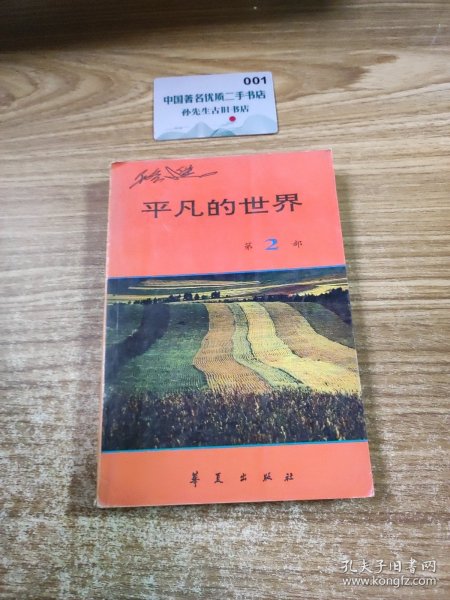 001
中国著名优质二手书店
孙先生古旧书店
路遥
平凡的世界
第2部
华夏出版社
孔夫子旧书网
www.kongfz.com